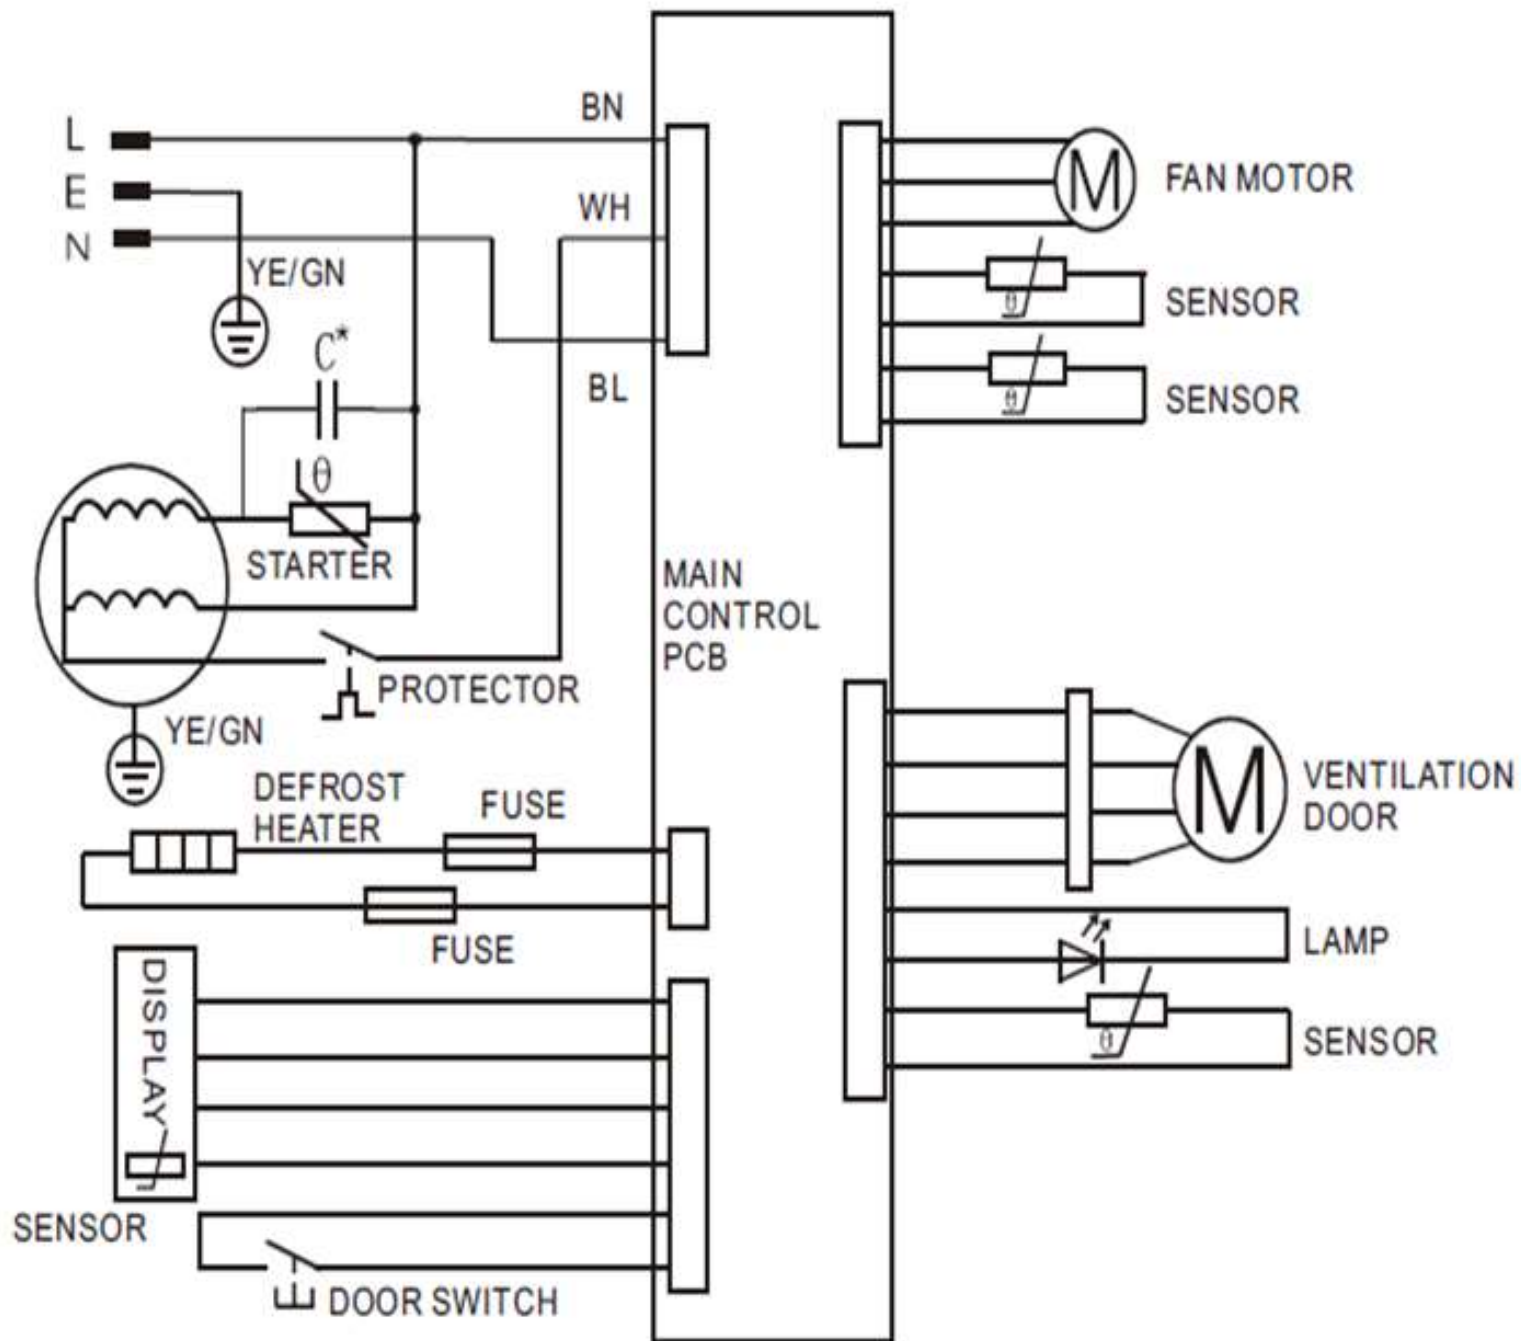 BN
L
FAN MOTOR
M
E
WH
N
YE/GN
SENSOR
θ
C*
BL
SENSOR
θ
θ
STARTER
MAIN
CONTROL
PCB
PROTECTOR
YE/GN
DEFROST
HEATER
FUSE
M
VENTILATION
DOOR
FUSE
LAMP
DISPLAY
SENSOR
θ
SENSOR
DOOR SWITCH